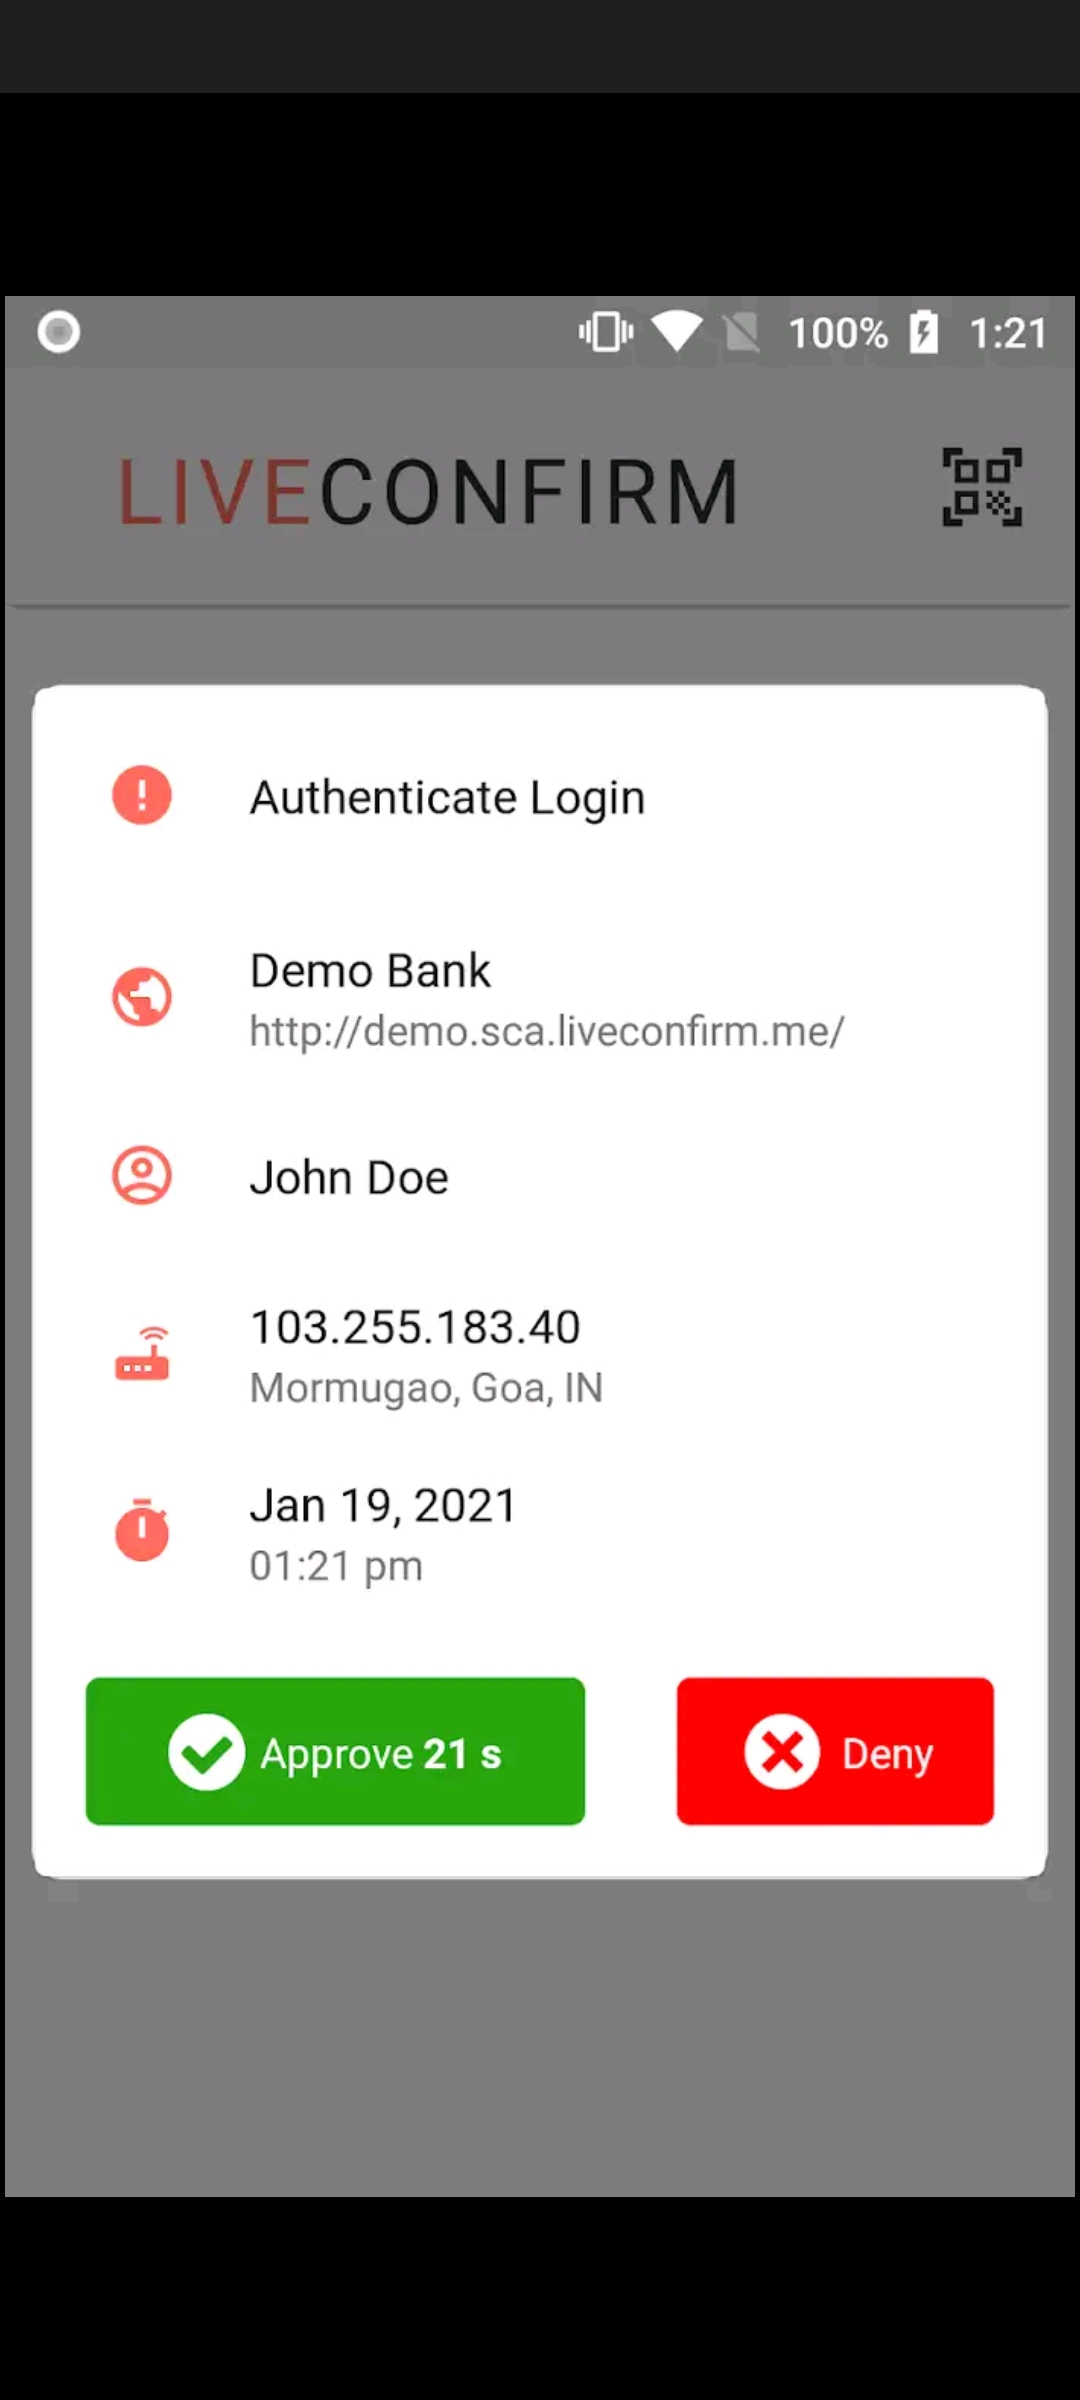 100% 1:21
LIVECONFIRM
Authenticate Login
Demo Bank
http://demo.sca.liveconfirm.me/
John Doe
103.255.183.40
Mormugao, Goa, IN
Jan 19, 2021
01:21 pm
Approve 21 s
Deny